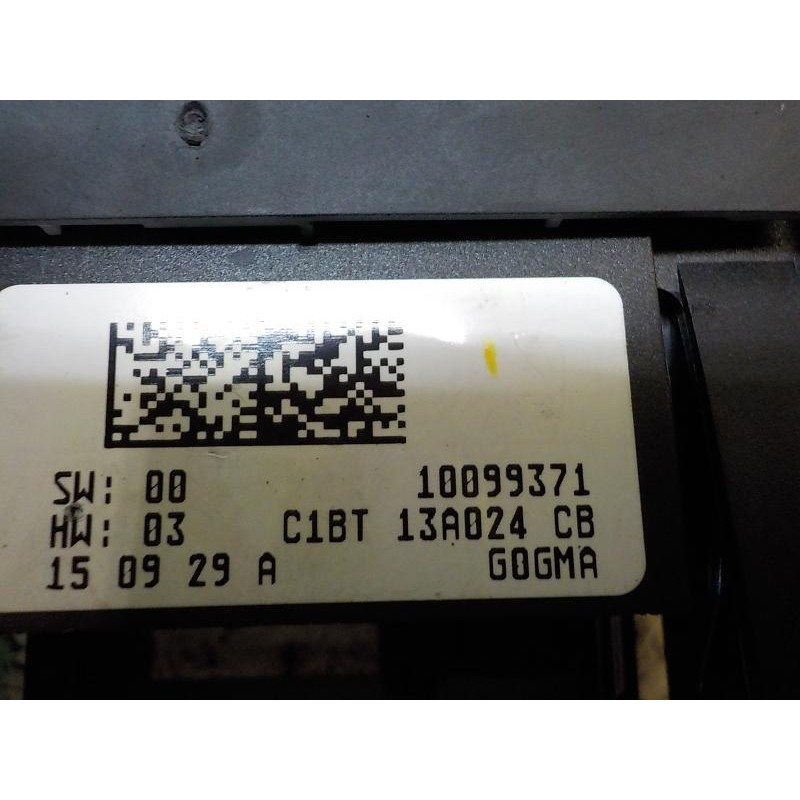 SW: 00 10099371
HW: 03 C1BT 13A024 CB
15 09 29 A G0GMA